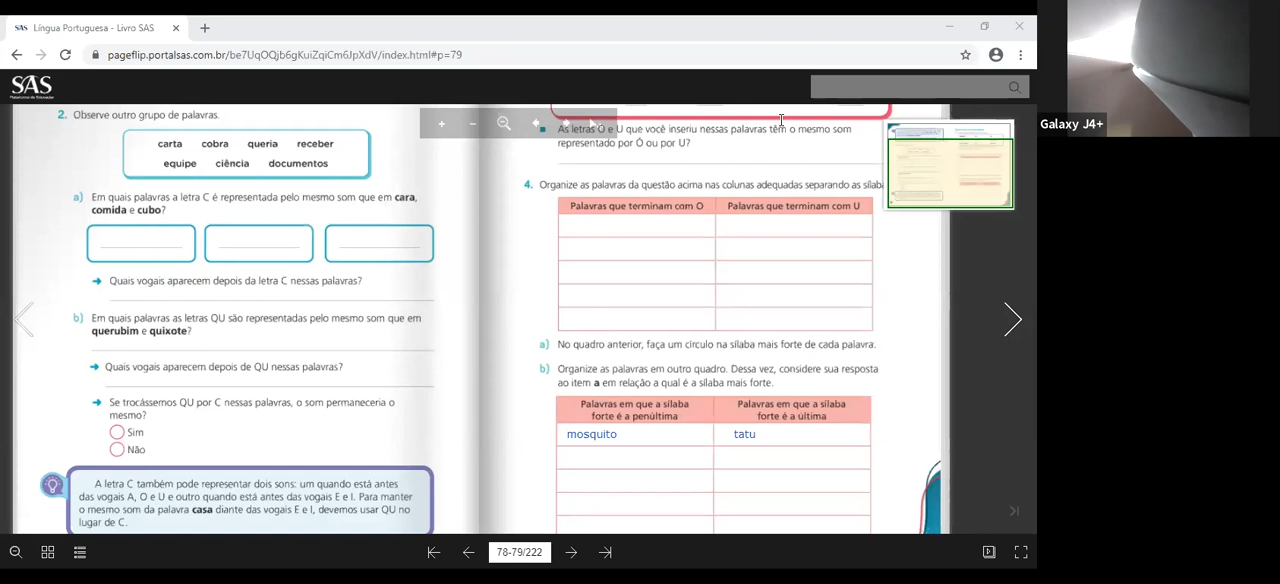 SAS Língua Portuguesa - Livro SAS
pageflip.portalsas.com.br/be7UqOQjb6gKuiZqiCm6JpXdV/index.html#p=79
SAS
Galaxy J4+
2. Observe outro grupo de palavras.
carta cobra queria receber
equipe ciência documentos
a) Em quais palavras a letra C é representada pelo mesmo som que em cara,
comida e cubo?
Quais vogais aparecem depois da letra C nessas palavras?
b) Em quais palavras as letras QU são representadas pelo mesmo som que em
querubim e quixote?
Quais vogais aparecem depois de QU nessas palavras?
Se trocássemos QU por C nessas palavras, o som permaneceria o
mesmo?
Sim
Não
A letra C também pode representar dois sons: um quando está antes
das vogais A, O e U e outro quando está antes das vogais E e I. Para manter
o mesmo som da palavra casa diante das vogais E e I, devemos usar QU no
lugar de C.
As letras O e U que você inseriu nessas palavras têm o mesmo som
representado por O ou por U?
4. Organize as palavras da questão acima nas colunas adequadas separando as
Palavras que terminam com O Palavras que terminam com U
a) No quadro anterior, faça um círculo na sílaba mais forte de cada palavra.
b) Organize as palavras em outro quadro. Dessa vez, considere sua resposta
ao item a em relação a qual é a sílaba mais forte.
Palavras em que a sílaba forte é a penúltima Palavras em que a sílaba forte é a última
mosquito tatu
78-79/222